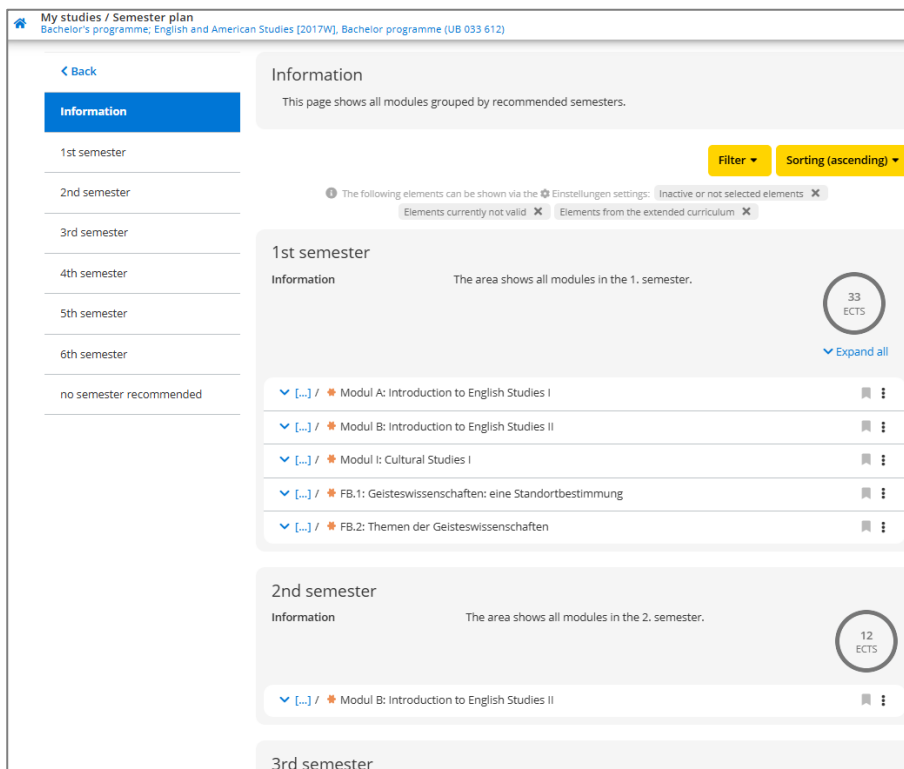 My studies / Semester plan
Bachelor's programme; English and American Studies [2017W], Bachelor programme (UB 033 612)
Back
Information
1st semester
2nd semester
3rd semester
4th semester
5th semester
6th semester
no semester recommended
Information
This page shows all modules grouped by recommended semesters.
Filter
Sorting (ascending)
The following elements can be shown via the Einstellungen settings: Inactive or not selected elements
Elements currently not valid Elements from the extended curriculum
1st semester
Information The area shows all modules in the 1. semester.
33
ECTS
Expand all
[...] / Modul A: Introduction to English Studies I
[...] / Modul B: Introduction to English Studies II
[...] / Modul I: Cultural Studies I
[...] / FB.1: Geisteswissenschaften: eine Standortbestimmung
[...] / FB.2: Themen der Geisteswissenschaften
2nd semester
Information The area shows all modules in the 2. semester.
12
ECTS
[...] / Modul B: Introduction to English Studies II
3rd semester